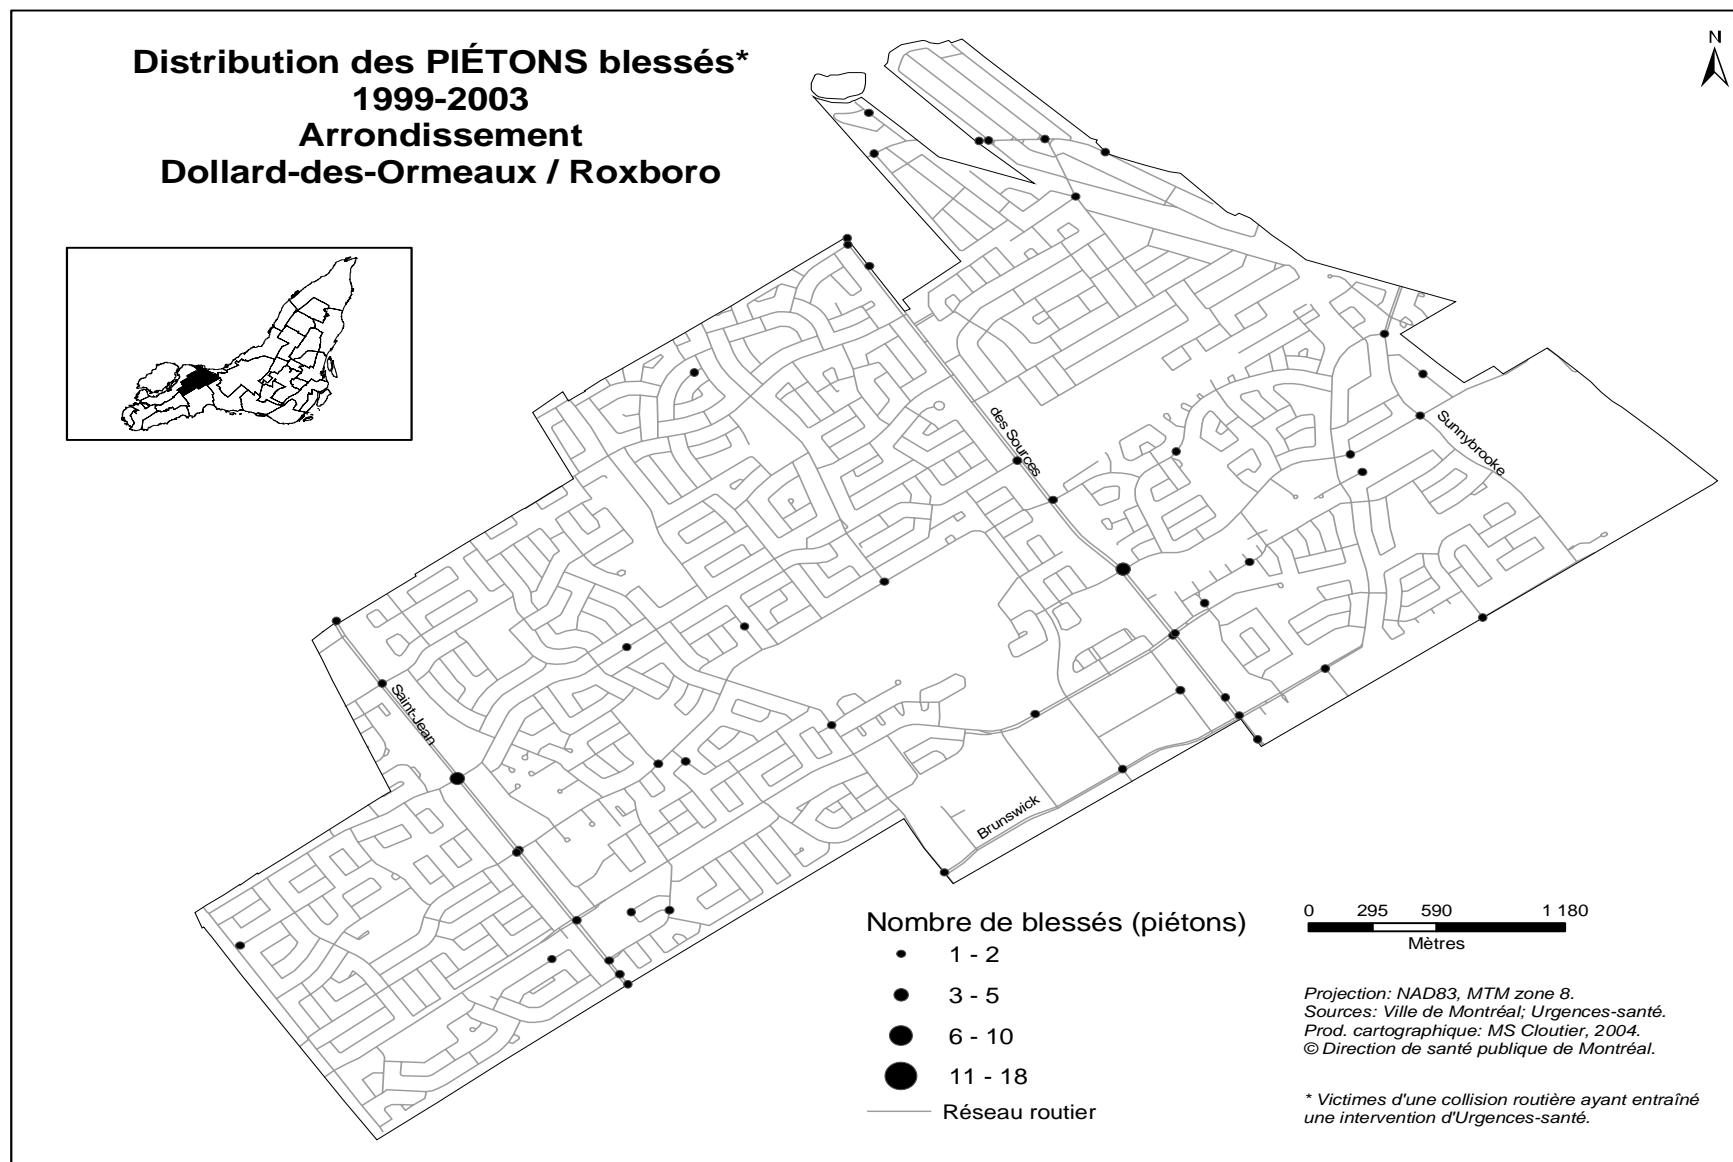 Distribution des PIÉTONS blessés*
1999-2003
Arrondissement
Dollard-des-Ormeaux / Roxboro
N
des Sources
Sunnybrooke
Saint-Jean
Brunswick
Nombre de blessés (piétons)
1 - 2
3 - 5
6 - 10
11 - 18
Réseau routier
0 295 590 1 180
Mètres
Projection: NAD83, MTM zone 8.
Sources: Ville de Montréal; Urgences-santé.
Prod. cartographique: MS Cloutier, 2004.
© Direction de santé publique de Montréal.
* Victimes d'une collision routière ayant entraîné
une intervention d'Urgences-santé.